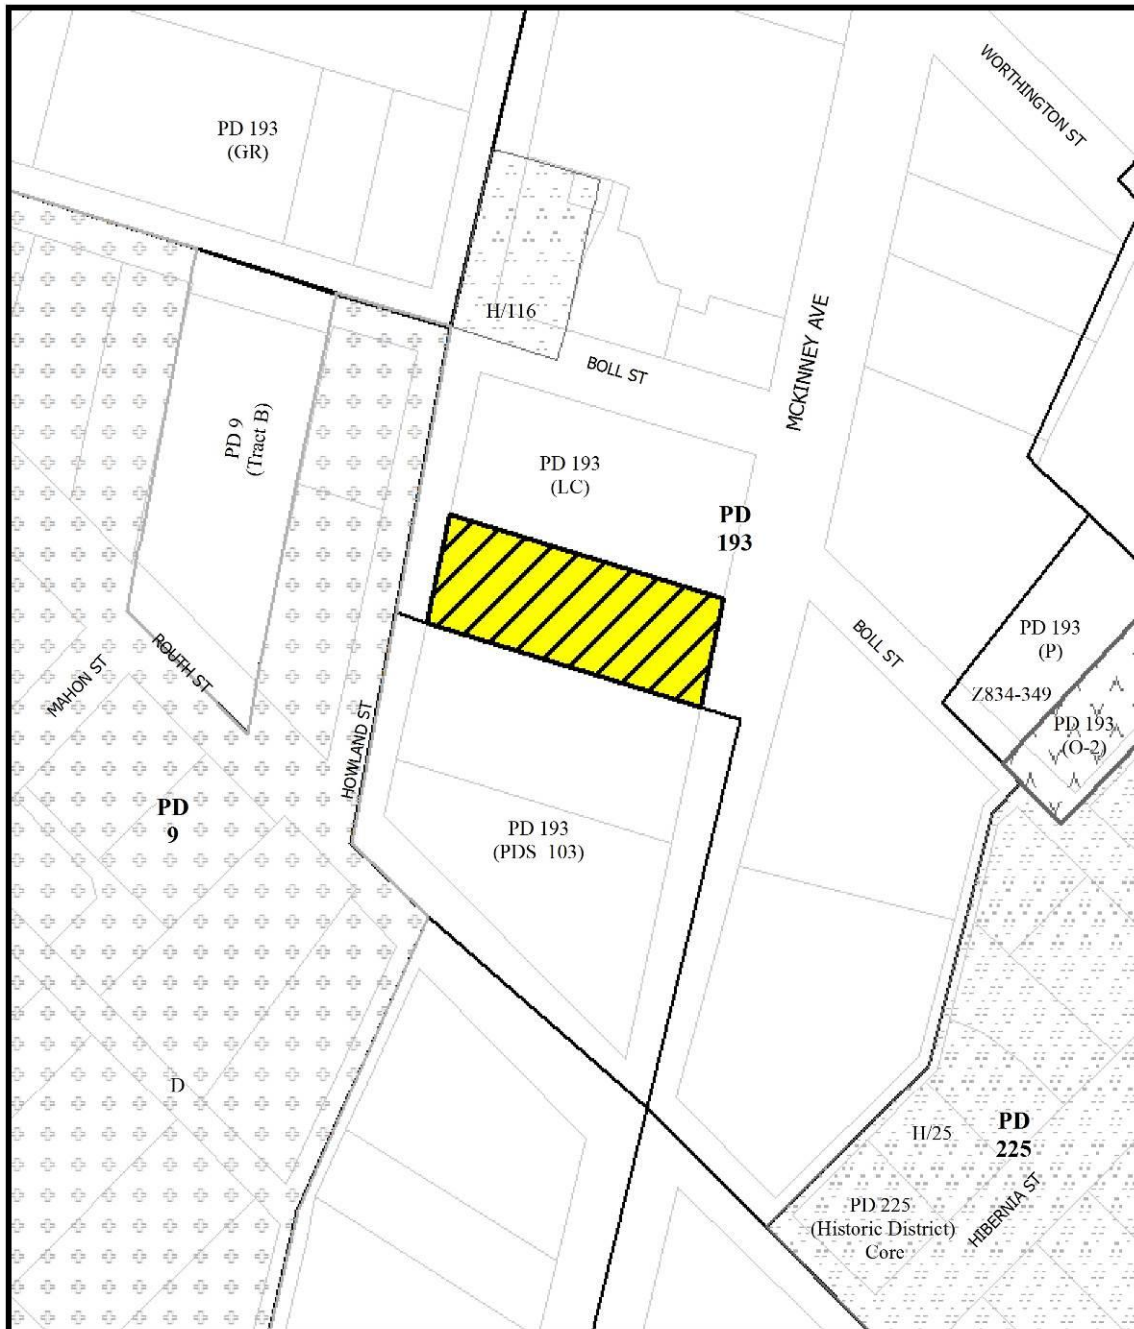 WORTHINGTON ST
PD 193
(GR)
H/116
MCKINNEY AVE
BOLL ST
PD 9
(Tract B)
PD 193
(LC)
PD
193
BOLL ST
PD 193
(P)
ROUTH ST
MAHON ST
Z834-349
PD 193
(O-2)
HOWLAND ST
PD
9
PD 193
(PDS 103)
D
H/25
PD
225
PD 225
(Historic District)
Core
HIBERNIA ST